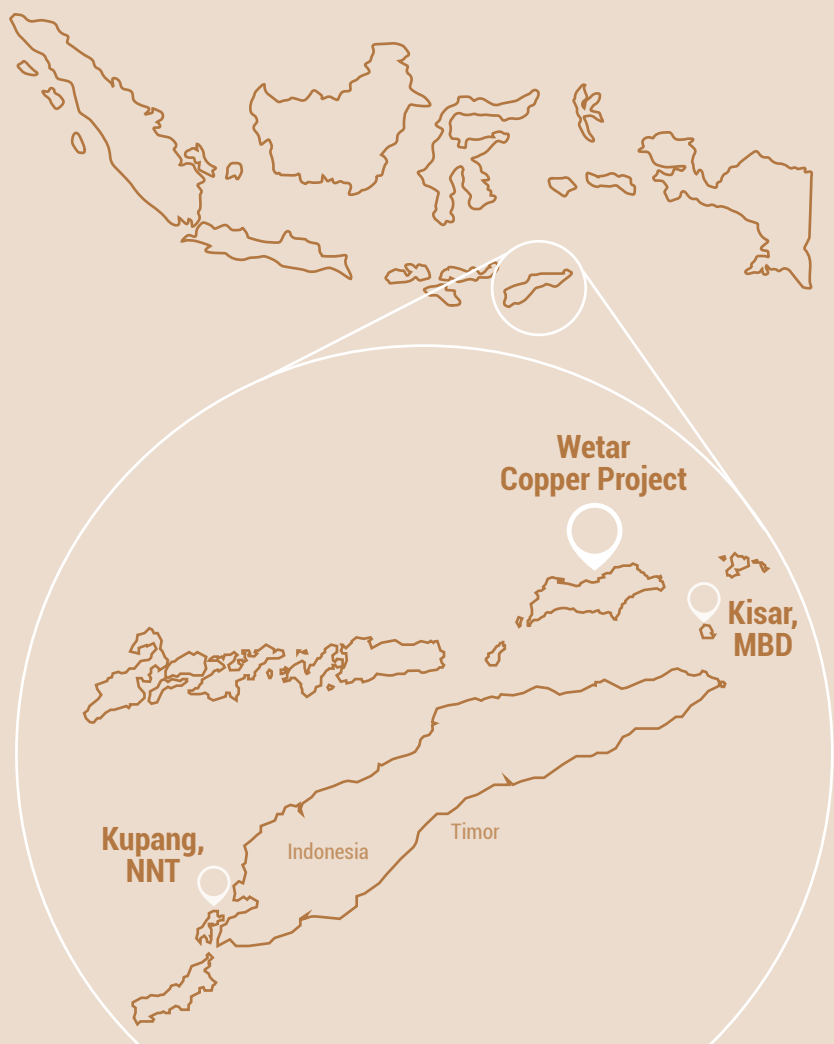 Wetar
Copper Project
Kisar,
MBD
Timor
Indonesia
Kupang,
NNT